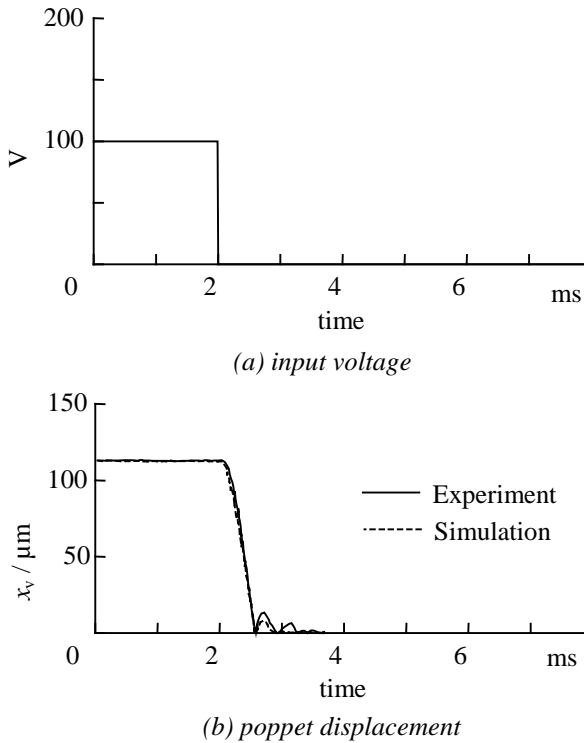 200
100
V
0
2
4
6
ms
time
(a) input voltage
150
100
50
xᵥ / µm
Experiment
Simulation
0
2
4
6
ms
time
(b) poppet displacement